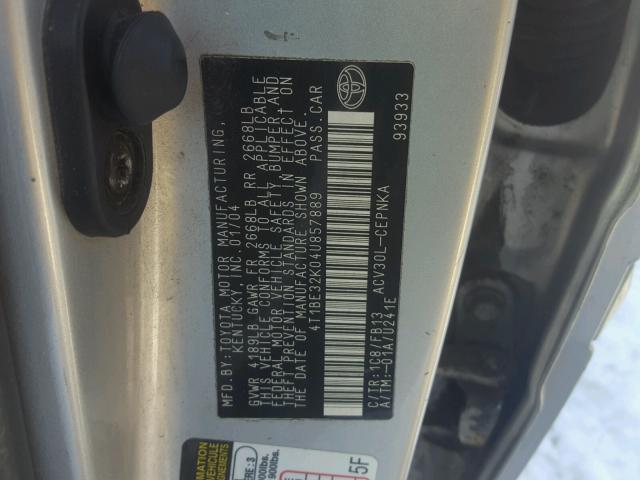 MFD.BY:TOYOTA MOTOR MANUFACTURING,
KENTUCKY, INC. 01/04
GVWR 4189LB GAWR FR 2668LB RR 2668LB
THIS VEHICLE CONFORMS TO ALL APPLICABLE
FEDERAL MOTOR VEHICLE SAFETY, BUMPER, AND
THEFT PREVENTION STANDARDS IN EFFECT ON
THE DATE OF MANUFACTURE SHOWN ABOVE.
4T1BE32K04U857889 PASS.CAR
C/TR:1C8/FB13 ACV30L-CEPNKA
A/TM:-01A/U241E
93933
5F